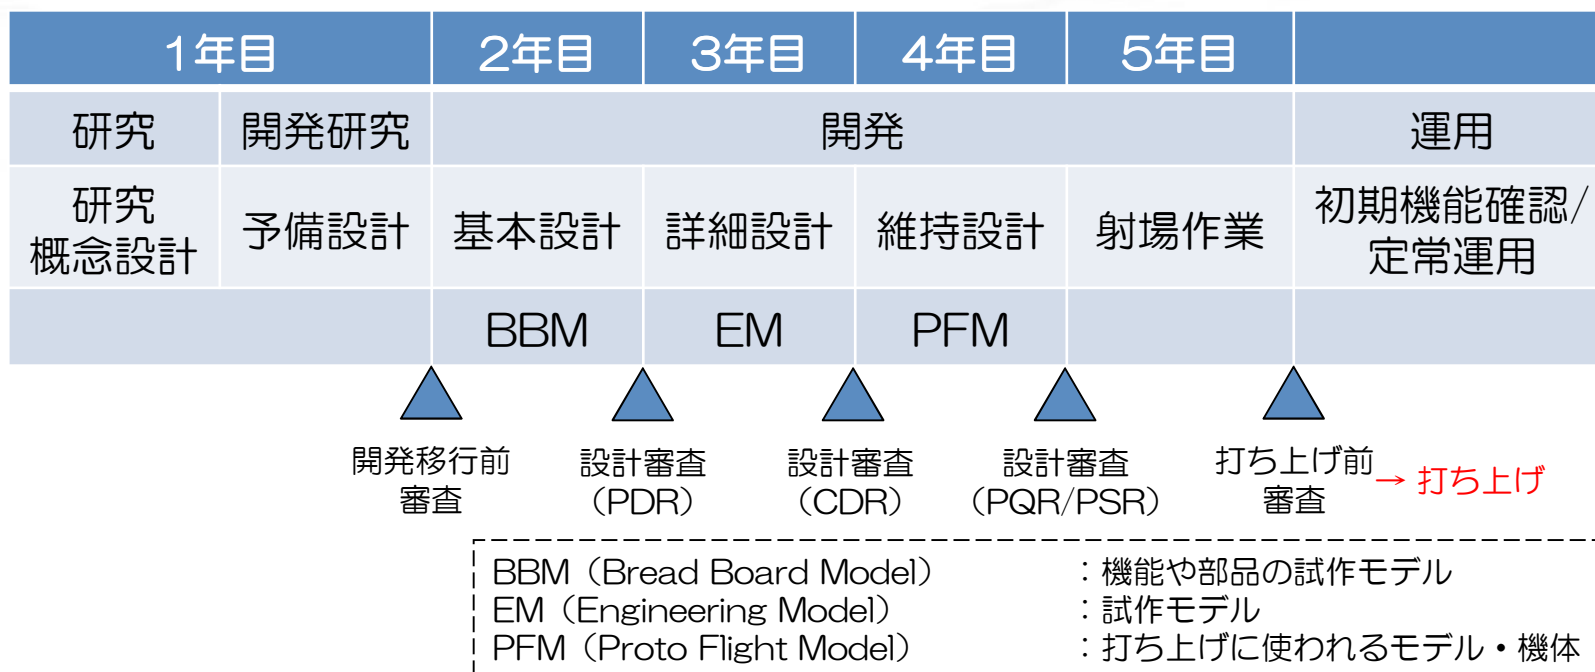 1年目 2年目 3年目 4年目 5年目
研究 開発研究 開発 運用
研究
概念設計
予備設計 基本設計 詳細設計 維持設計 射場作業
初期機能確認/
定常運用
BBM EM PFM
開発移行前
審査
設計審査
(PDR)
設計審査
(CDR)
設計審査
(PQR/PSR)
打ち上げ前
審査
→ 打ち上げ
BBM(Bread Board Model) :機能や部品の試作モデル
EM(Engineering Model) :試作モデル
PFM(Proto Flight Model) :打ち上げに使われるモデル・機体